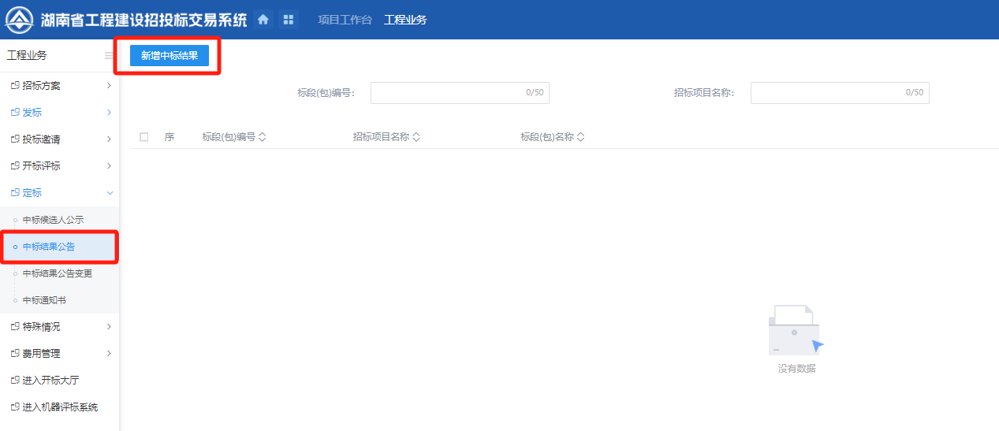 湖南省工程建设招投标交易系统 项目工作台 工程业务
工程业务
新增中标结果
招标方案
发标
投标邀请
开标评标
定标
中标候选人公示
中标结果公告
中标结果公告变更
中标通知书
特殊情况
费用管理
进入开标大厅
进入机器评标系统
标段(包)编号: 0/50 招标项目名称: 0/50
序 标段(包)编号 招标项目名称 标段(包)名称
没有数据